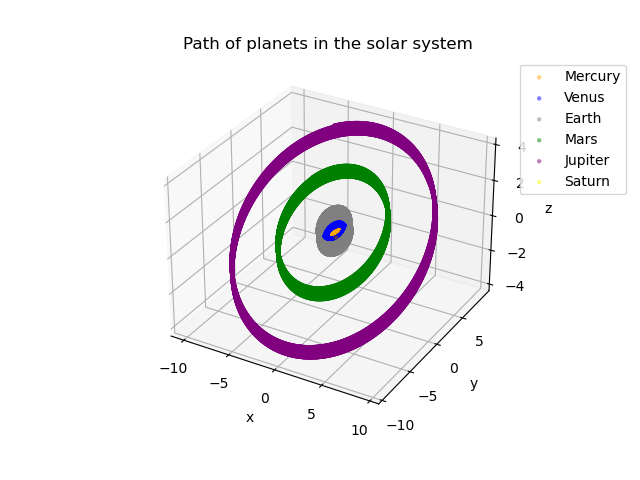 Path of planets in the solar system
Mercury
Venus
Earth
Mars
Jupiter
Saturn
4
2
0
−2
−4
z
5
0
−5
−10
y
−10
−5
0
5
10
x